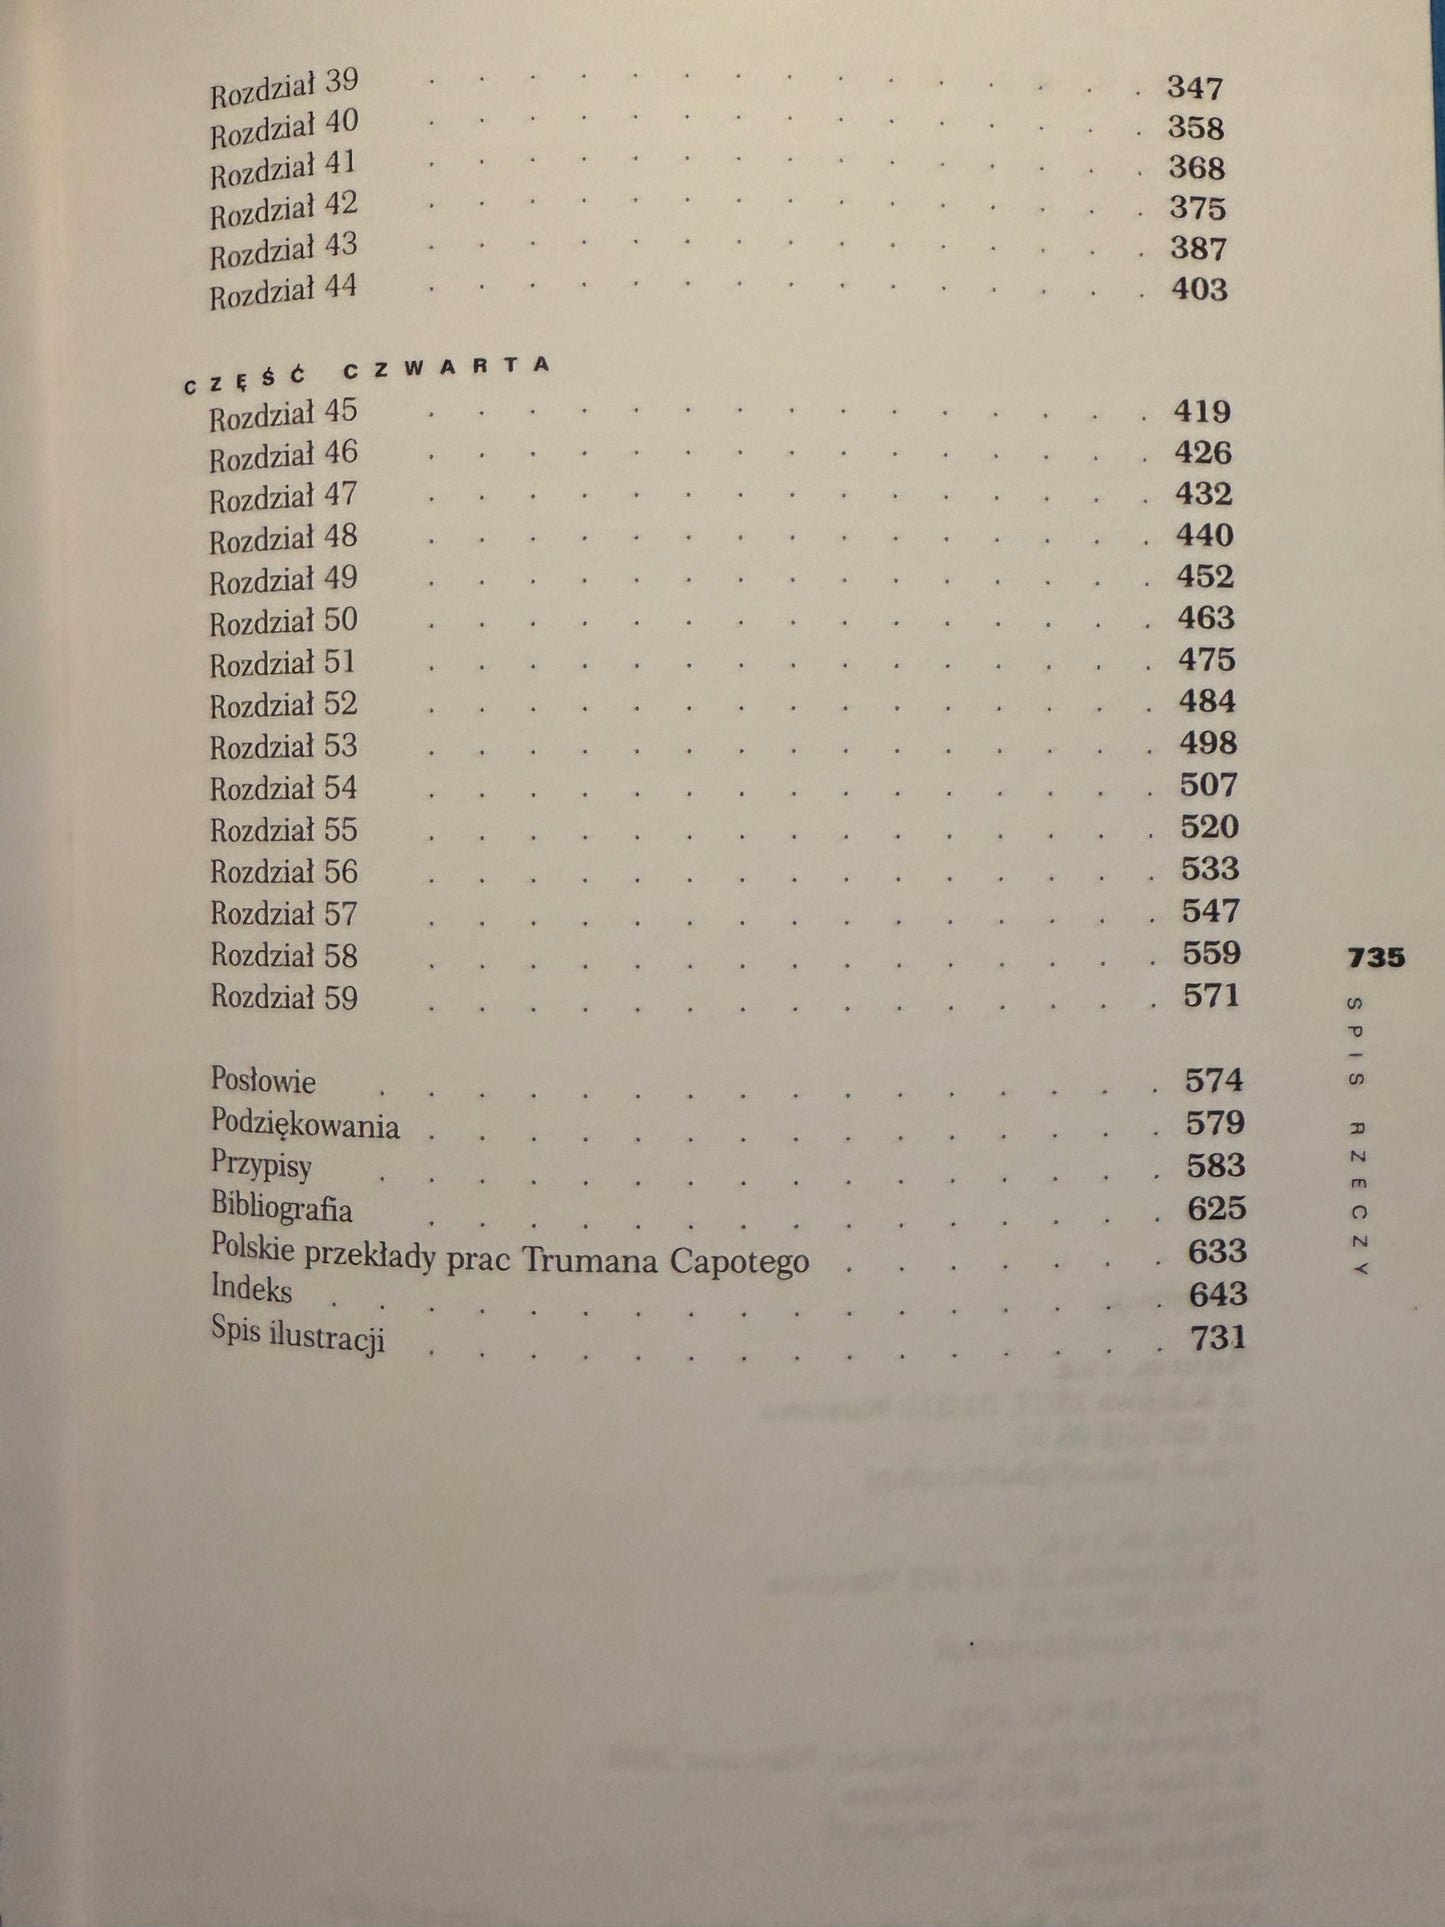 Rozdział 39 . . . . . . . . . . . . . . . 347
Rozdział 40 . . . . . . . . . . . . . . . 358
Rozdział 41 . . . . . . . . . . . . . . . 368
Rozdział 42 . . . . . . . . . . . . . . . 375
Rozdział 43 . . . . . . . . . . . . . . . 387
Rozdział 44 . . . . . . . . . . . . . . . 403
CZĘŚĆ CZWARTA
Rozdział 45 . . . . . . . . . . . . . . . 419
Rozdział 46 . . . . . . . . . . . . . . . 426
Rozdział 47 . . . . . . . . . . . . . . . 432
Rozdział 48 . . . . . . . . . . . . . . . 440
Rozdział 49 . . . . . . . . . . . . . . . 452
Rozdział 50 . . . . . . . . . . . . . . . 463
Rozdział 51 . . . . . . . . . . . . . . . 475
Rozdział 52 . . . . . . . . . . . . . . . 484
Rozdział 53 . . . . . . . . . . . . . . . 498
Rozdział 54 . . . . . . . . . . . . . . . 507
Rozdział 55 . . . . . . . . . . . . . . . 520
Rozdział 56 . . . . . . . . . . . . . . . 533
Rozdział 57 . . . . . . . . . . . . . . . 547
Rozdział 58 . . . . . . . . . . . . . . . 559
Rozdział 59 . . . . . . . . . . . . . . . 571
Posłowie . . . . . . . . . . . . . . . . 574
Podziękowania . . . . . . . . . . . . . . . 579
Przypisy . . . . . . . . . . . . . . . . 583
Bibliografia . . . . . . . . . . . . . . . 625
Polskie przekłady prac Trumana Capotego . . . . . . . 633
Indeks . . . . . . . . . . . . . . . . . 643
Spis ilustracji . . . . . . . . . . . . . . . 731
735
SPIS RZECZY